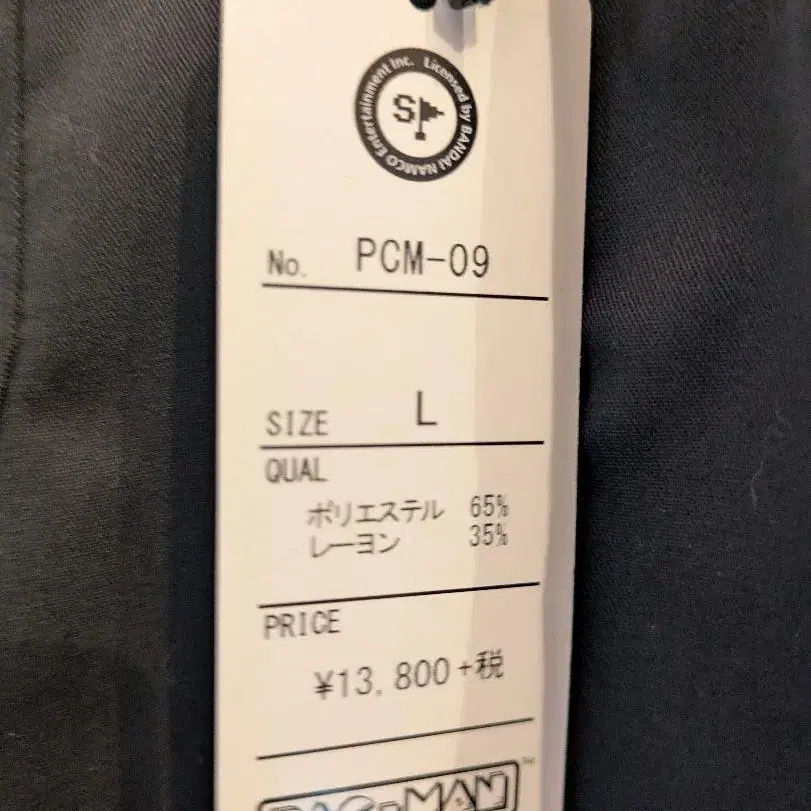 Licensed by BANDAI NAMCO Entertainment Inc.
S
No. PCM-09
SIZE L
QUAL
ポリエステル 65%
レーヨン 35%
PRICE
¥13,800+税
PAC-MAN
TM